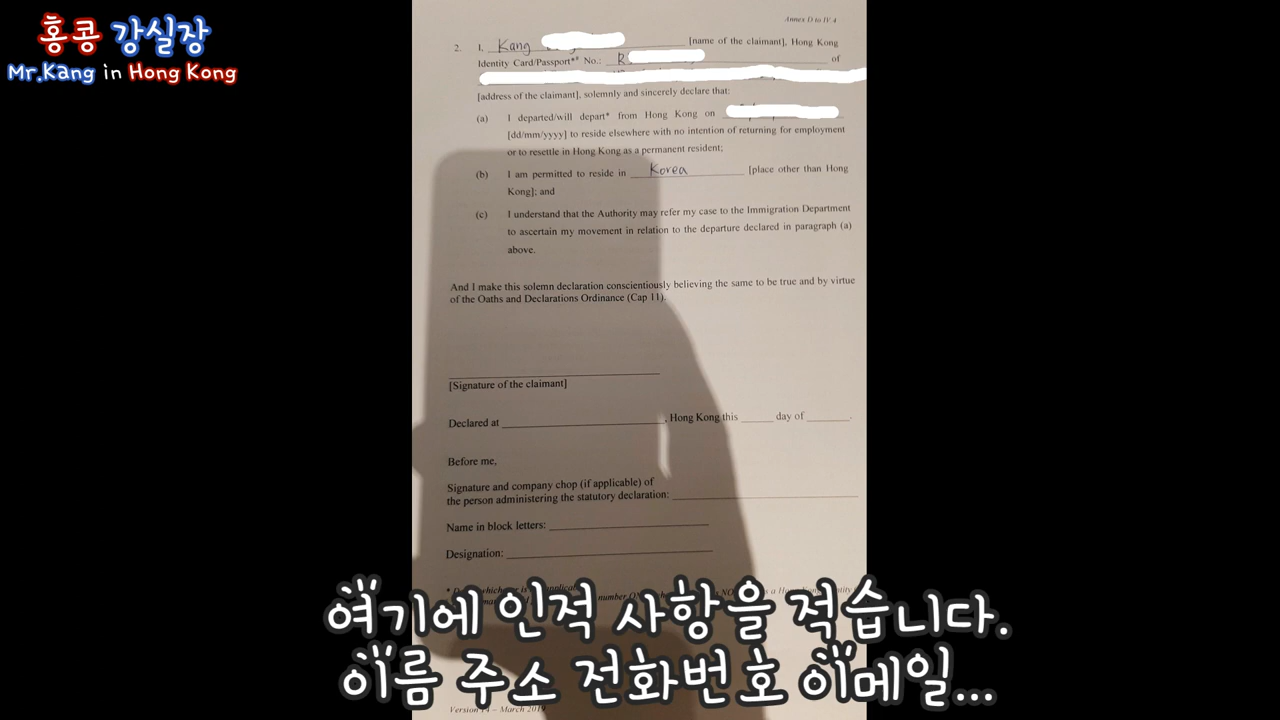 홍콩 강실장
Mr.Kang in Hong Kong
Annex D to IV.4
2. I, Kang [name of the claimant], Hong Kong
Identity Card/Passport*# No.: R of
[address of the claimant], solemnly and sincerely declare that:
(a) I departed/will depart* from Hong Kong on
[dd/mm/yyyy] to reside elsewhere with no intention of returning for employment
or to resettle in Hong Kong as a permanent resident;
(b) I am permitted to reside in Korea [place other than Hong
Kong]; and
(c) I understand that the Authority may refer my case to the Immigration Department
to ascertain my movement in relation to the departure declared in paragraph (a)
above.
And I make this solemn declaration conscientiously believing the same to be true and by virtue
of the Oaths and Declarations Ordinance (Cap 11).
[Signature of the claimant]
Declared at , Hong Kong this day of .
Before me,
Signature and company chop (if applicable) of
the person administering the statutory declaration:
Name in block letters:
Designation:
여기에 인적 사항을 적습니다.
이름 주소 전화번호 이메일...
Version – March